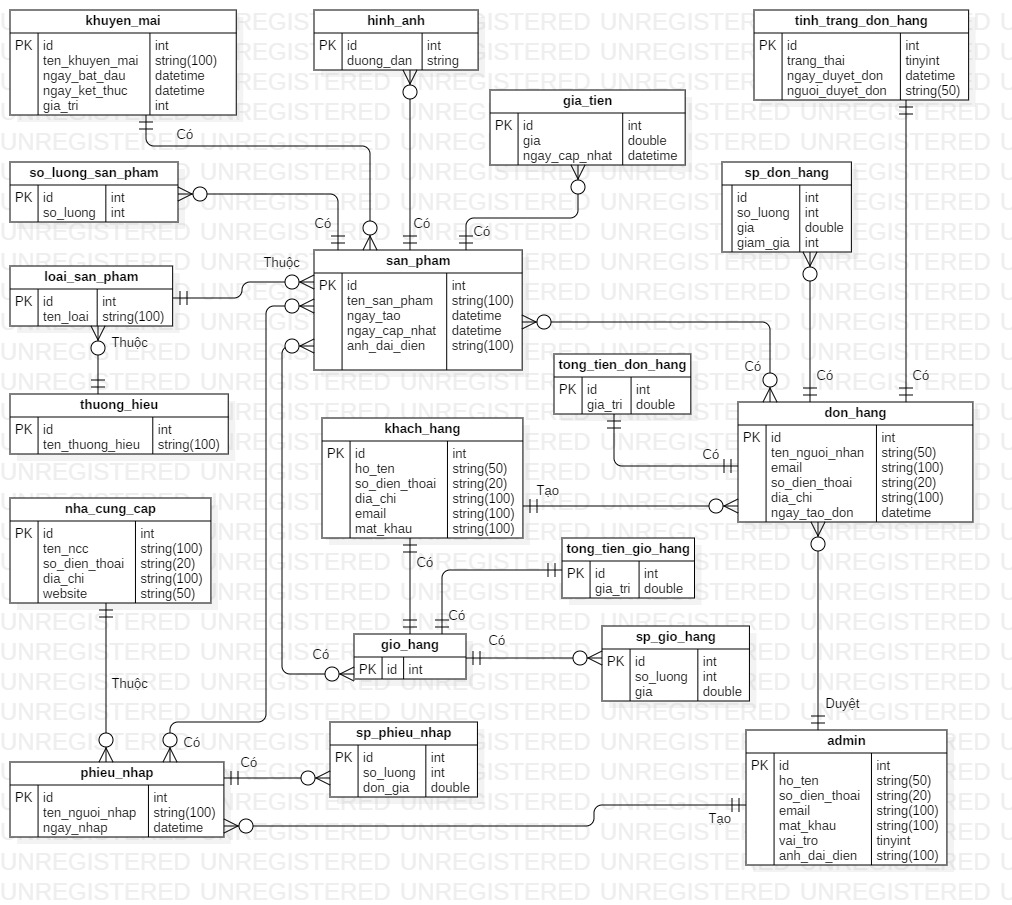 khuyen_mai
PK id int
ten_khuyen_mai string(100)
ngay_bat_dau datetime
ngay_ket_thuc datetime
gia_tri int
hinh_anh
PK id int
duong_dan string
tinh_trang_don_hang
PK id int
trang_thai tinyint
ngay_duyet_don datetime
nguoi_duyet_don string(50)
gia_tien
PK id int
gia double
ngay_cap_nhat datetime
Có
so_luong_san_pham
PK id int
so_luong int
sp_don_hang
id int
so_luong int
gia double
giam_gia int
Có
Có
Có
loai_san_pham
PK id int
ten_loai string(100)
Thuộc
san_pham
PK id int
ten_san_pham string(100)
ngay_tao datetime
ngay_cap_nhat datetime
anh_dai_dien string(100)
Thuộc
thuong_hieu
PK id int
ten_thuong_hieu string(100)
tong_tien_don_hang
PK id int
gia_tri double
Có
Có
Có
don_hang
PK id int
ten_nguoi_nhan string(50)
email string(100)
so_dien_thoai string(20)
dia_chi string(100)
ngay_tao_don datetime
khach_hang
PK id int
ho_ten string(50)
so_dien_thoai string(20)
dia_chi string(100)
email string(100)
mat_khau string(100)
Có
Tạo
nha_cung_cap
PK id int
ten_ncc string(100)
so_dien_thoai string(20)
dia_chi string(100)
website string(50)
tong_tien_gio_hang
PK id int
gia_tri double
Có
Có
gio_hang
PK id int
Có
Có
sp_gio_hang
PK id int
so_luong int
gia double
Thuộc
Duyệt
Có
sp_phieu_nhap
PK id int
so_luong int
don_gia double
phieu_nhap
PK id int
ten_nguoi_nhap string(100)
ngay_nhap datetime
Có
admin
PK id int
ho_ten string(50)
so_dien_thoai string(20)
email string(100)
mat_khau string(100)
vai_tro tinyint
anh_dai_dien string(100)
Tạo
UNREGISTERED